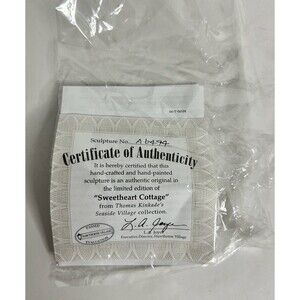 Sculpture No. A
Certificate of Authenticity
It is hereby certified that this
hand-crafted and hand-painted
sculpture is an authentic original in
the limited edition of
"Sweetheart Cottage"
from Thomas Kinkade's
Seaside Village collection.
Executive Director, Hawthorne Village